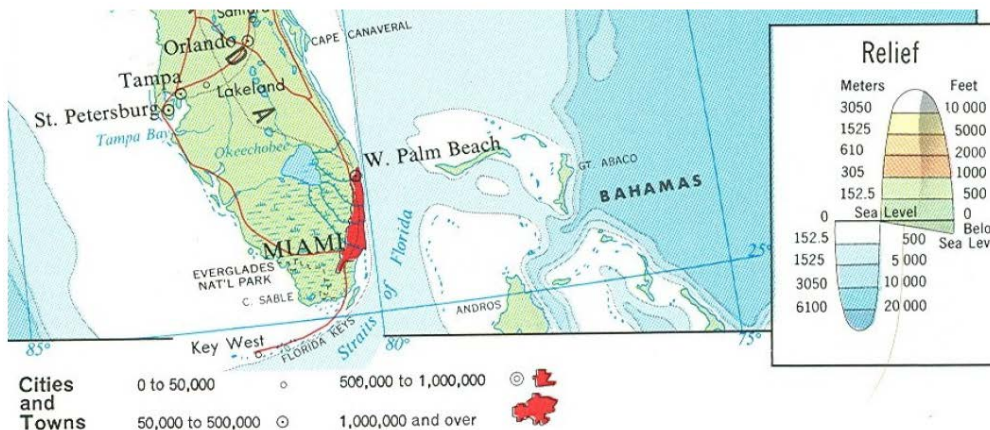 Sanford
Orlando
CAPE CANAVERAL
D
Tampa
Lakeland
St. Petersburg
A
Tampa Bay
Okeechobee
W. Palm Beach
GT. ABACO
BAHAMAS
MIAMI
Straits of Florida
EVERGLADES
NAT'L PARK
C. SABLE
ANDROS
25°
Key West
FLORIDA KEYS
85°
80°
75°
Relief
Meters Feet
3050 10 000
1525 5000
610 2000
305 1000
152.5 500
0 Sea Level 0
Below
Sea Level
152.5 500
1525 5 000
3050 10 000
6100 20 000
Cities
and
Towns
0 to 50,000
500,000 to 1,000,000
50,000 to 500,000
1,000,000 and over